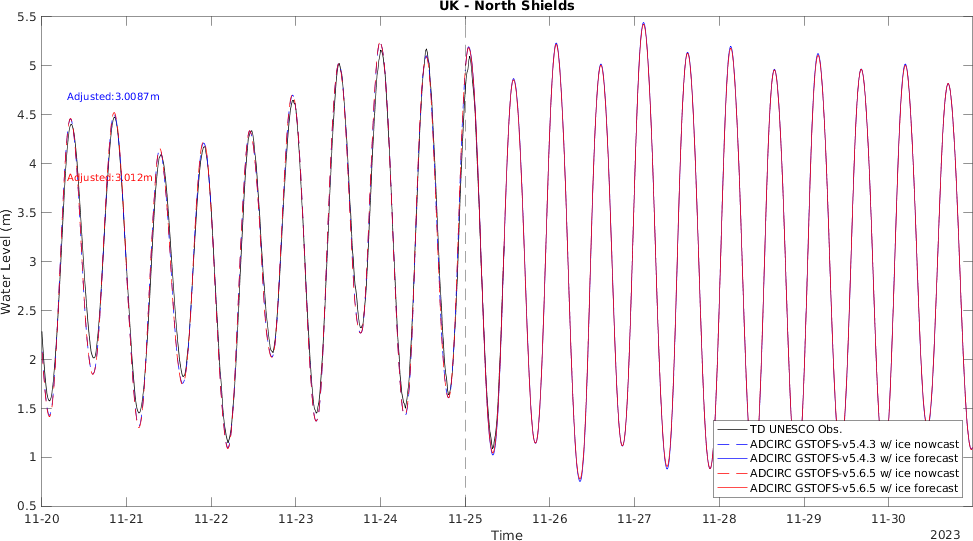 UK - North Shields
5.5
5
4.5
4
3.5
3
2.5
2
1.5
1
0.5
Water Level (m)
Adjusted:3.0087m
Adjusted:3.012m
TD UNESCO Obs.
ADCIRC GSTOFS-v5.4.3 w/ ice nowcast
ADCIRC GSTOFS-v5.4.3 w/ ice forecast
ADCIRC GSTOFS-v5.6.5 w/ ice nowcast
ADCIRC GSTOFS-v5.6.5 w/ ice forecast
11-20 11-21 11-22 11-23 11-24 11-25 11-26 11-27 11-28 11-29 11-30
Time
2023